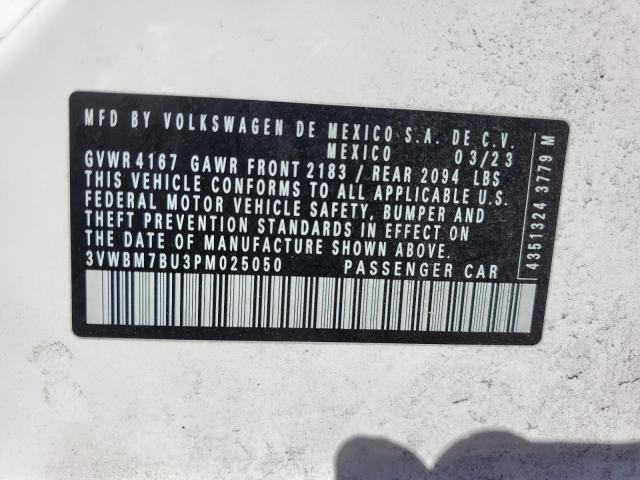 MFD BY VOLKSWAGEN DE MEXICO S.A. DE C.V.
MEXICO 03/23
GVWR 4167 GAWR FRONT 2183 / REAR 2094 LBS
THIS VEHICLE CONFORMS TO ALL APPLICABLE U.S.
FEDERAL MOTOR VEHICLE SAFETY, BUMPER AND
THEFT PREVENTION STANDARDS IN EFFECT ON
THE DATE OF MANUFACTURE SHOWN ABOVE.
3VWBM7BU3PM025050 PASSENGER CAR
4351324 3779 M